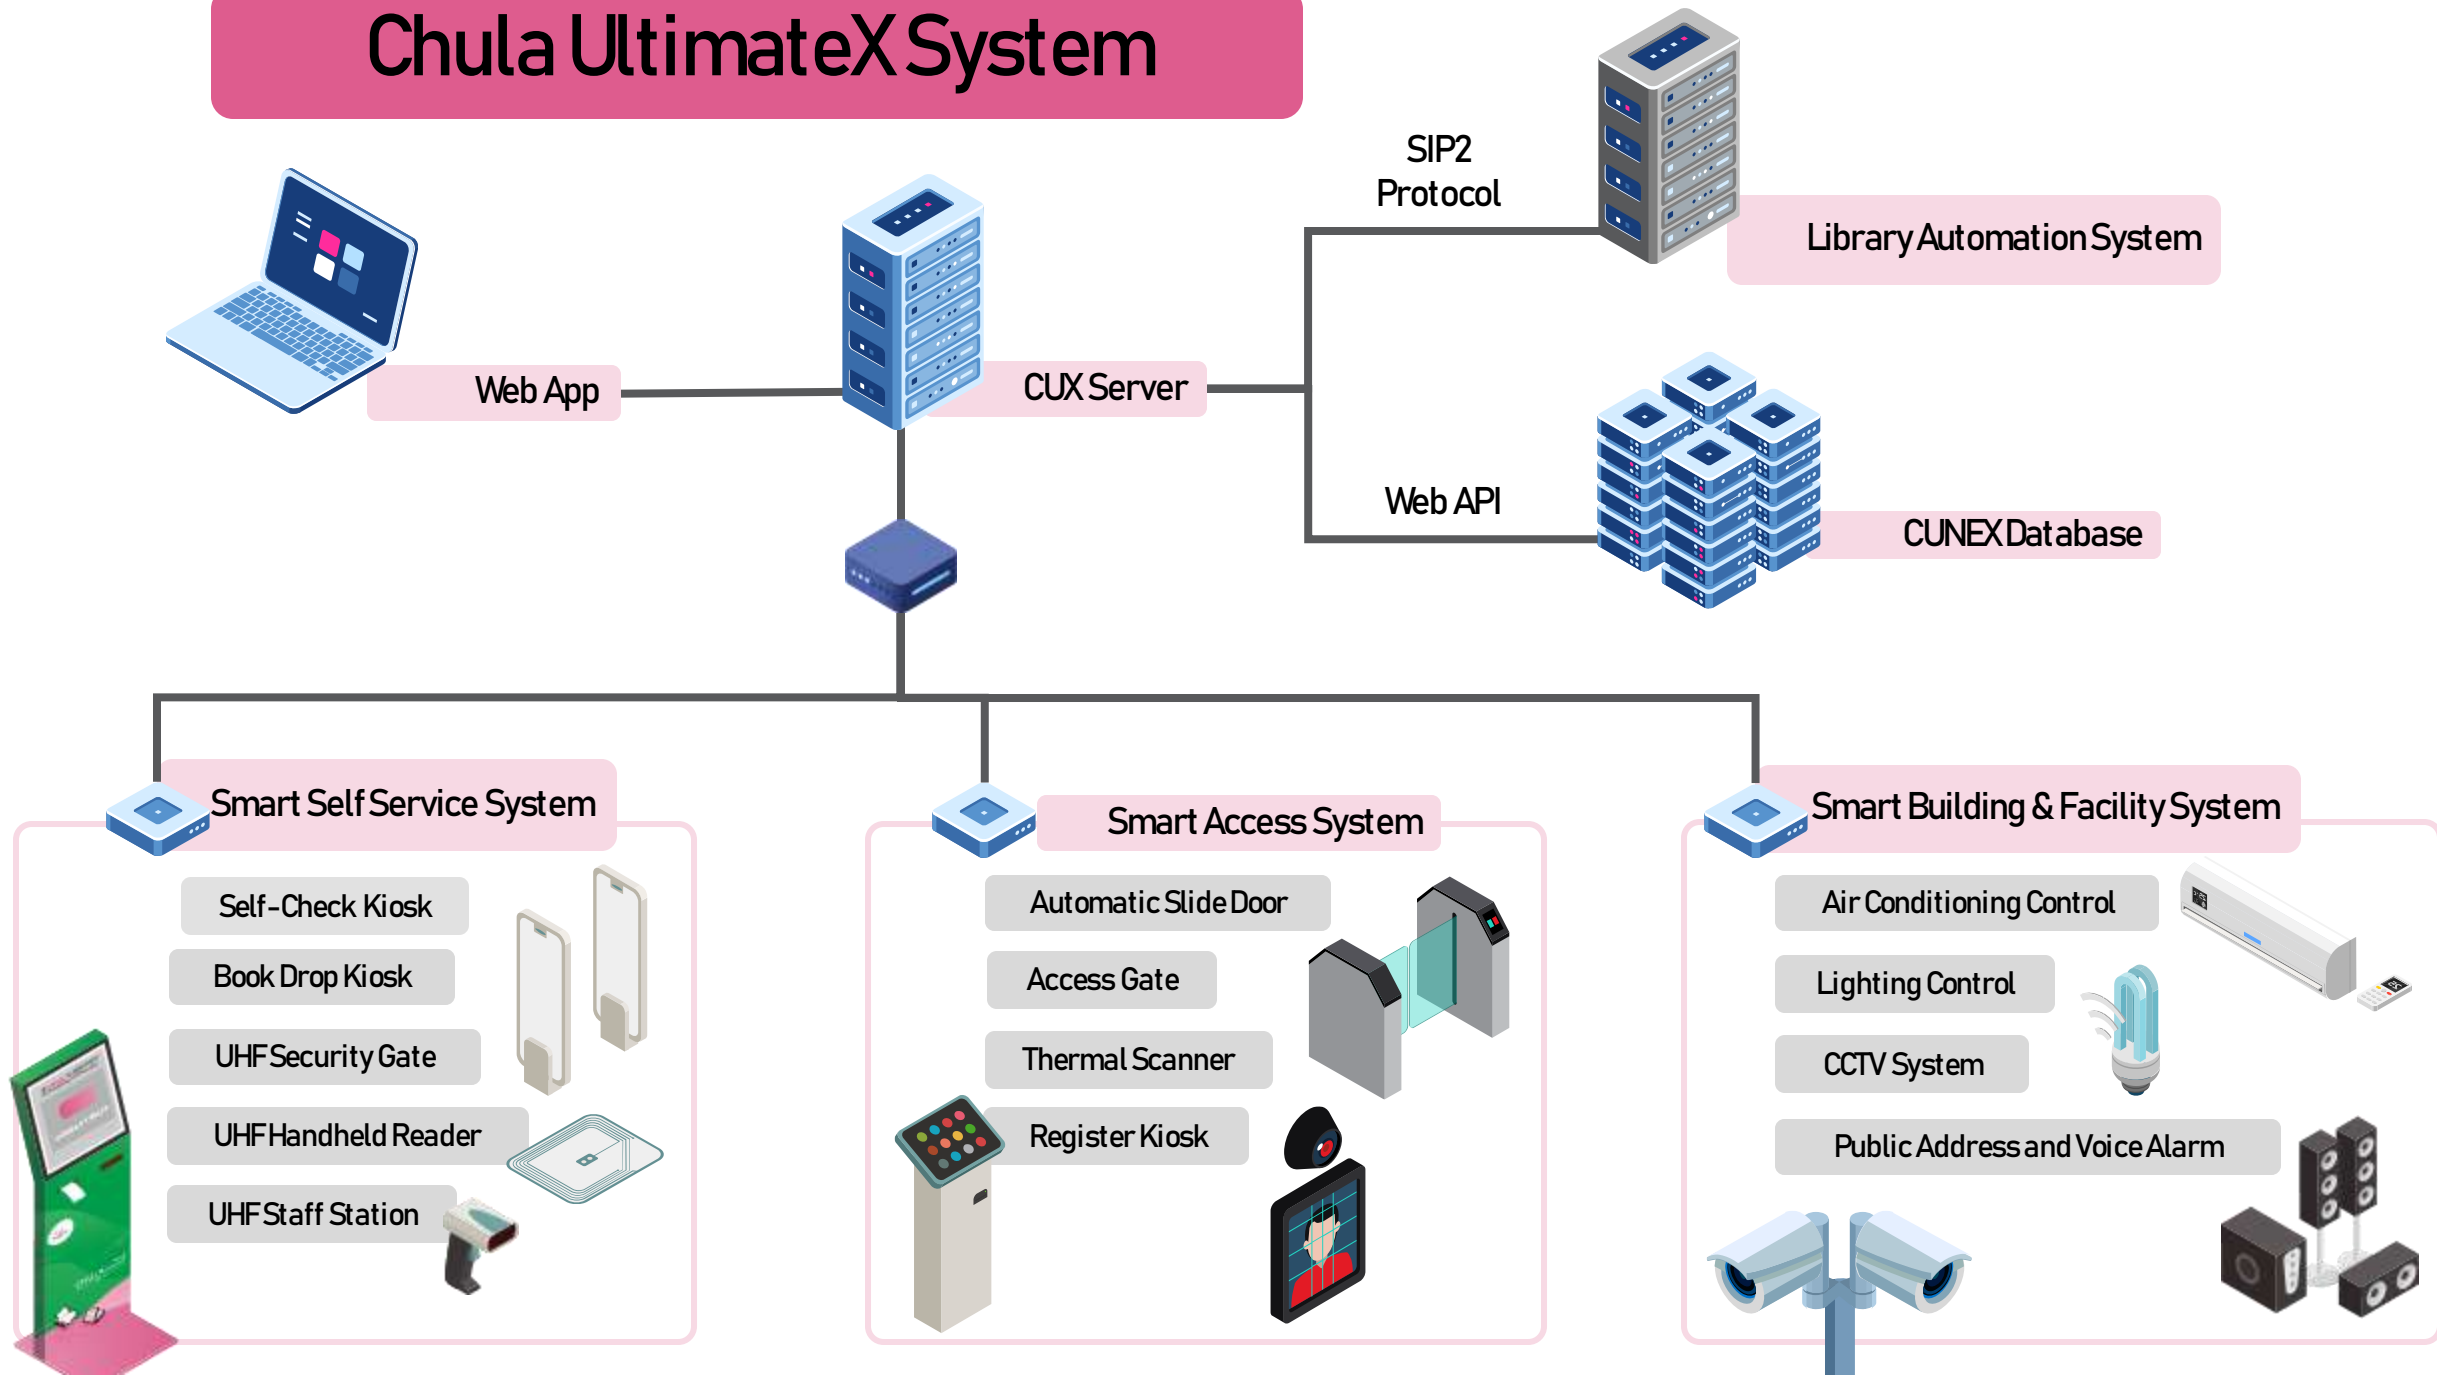 Chula UltimateX System
SIP2
Protocol
Library Automation System
Web App
CUX Server
Web API
CUNEX Database
Smart Self Service System
Self-Check Kiosk
Book Drop Kiosk
UHF Security Gate
UHF Handheld Reader
UHF Staff Station
Smart Access System
Automatic Slide Door
Access Gate
Thermal Scanner
Register Kiosk
Smart Building & Facility System
Air Conditioning Control
Lighting Control
CCTV System
Public Address and Voice Alarm